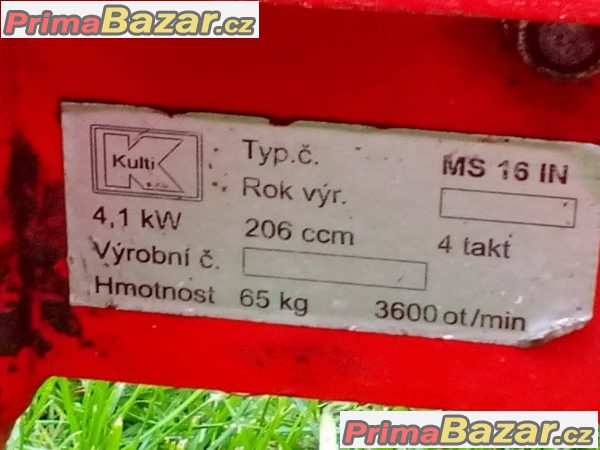 PrimaBazar.cz
Kulti
s.r.o.
Typ.č. MS 16 IN
Rok výr.
4,1 kW 206 ccm 4 takt
Výrobní č.
Hmotnost 65 kg 3600 ot/min
PrimaBazar.cz